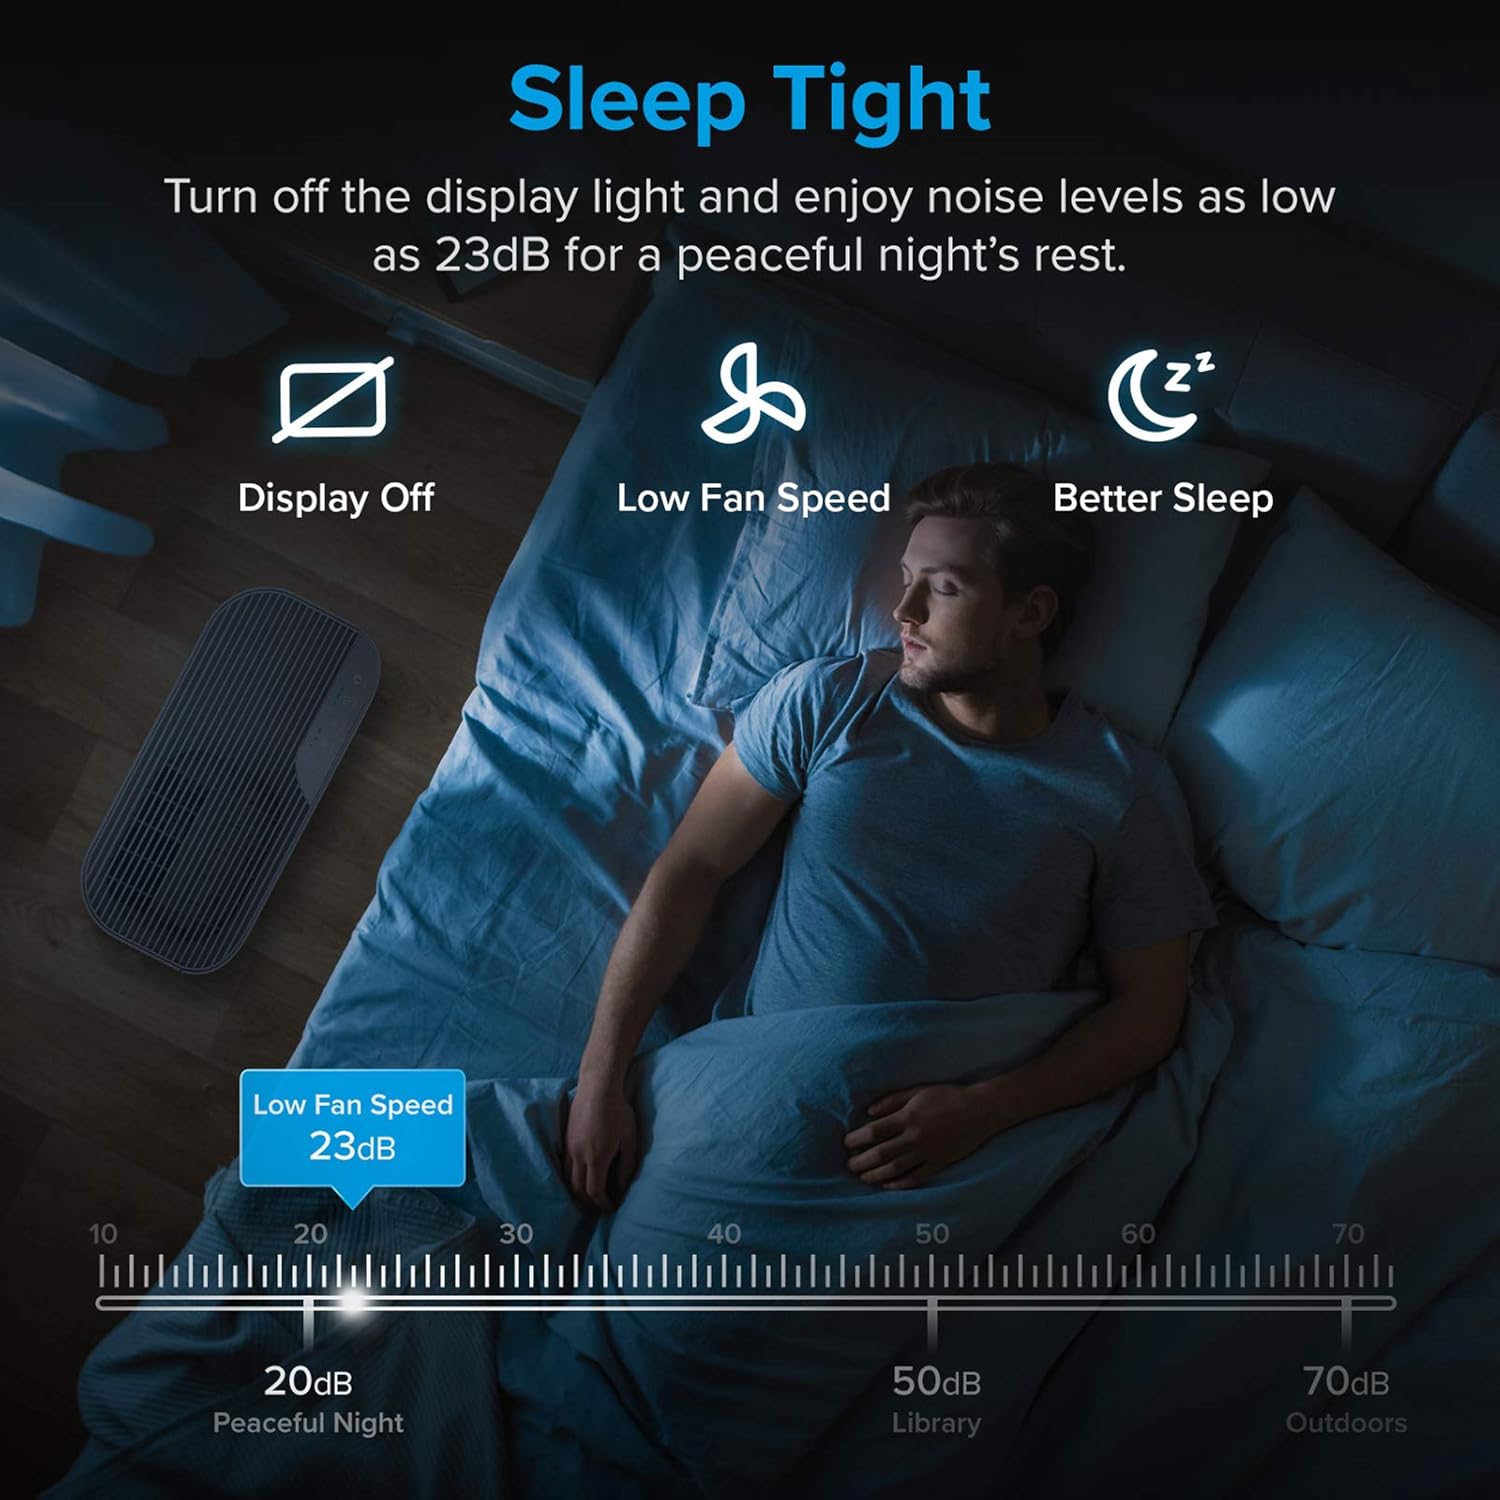 Sleep Tight
Turn off the display light and enjoy noise levels as low
as 23dB for a peaceful night's rest.
zz
Display Off
Low Fan Speed
Better Sleep
Low Fan Speed
23dB
10 20 30 40 50 60 70
20dB
50dB
70dB
Peaceful Night
Library
Outdoors